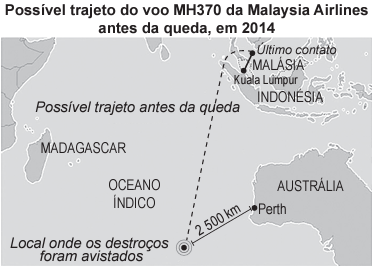 Possível trajeto do voo MH370 da Malaysia Airlines
antes da queda, em 2014
Último contato
MALÁSIA
Kuala Lumpur
INDONÉSIA
Possível trajeto antes da queda
MADAGASCAR
OCEANO
ÍNDICO
AUSTRÁLIA
Perth
2 500 km
Local onde os destroços
foram avistados